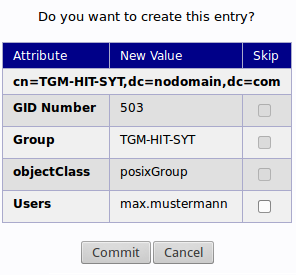 Do you want to create this entry?
Attribute New Value Skip
cn=TGM-HIT-SYT,dc=nodomain,dc=com
GID Number 503
Group TGM-HIT-SYT
objectClass posixGroup
Users max.mustermann
Commit Cancel